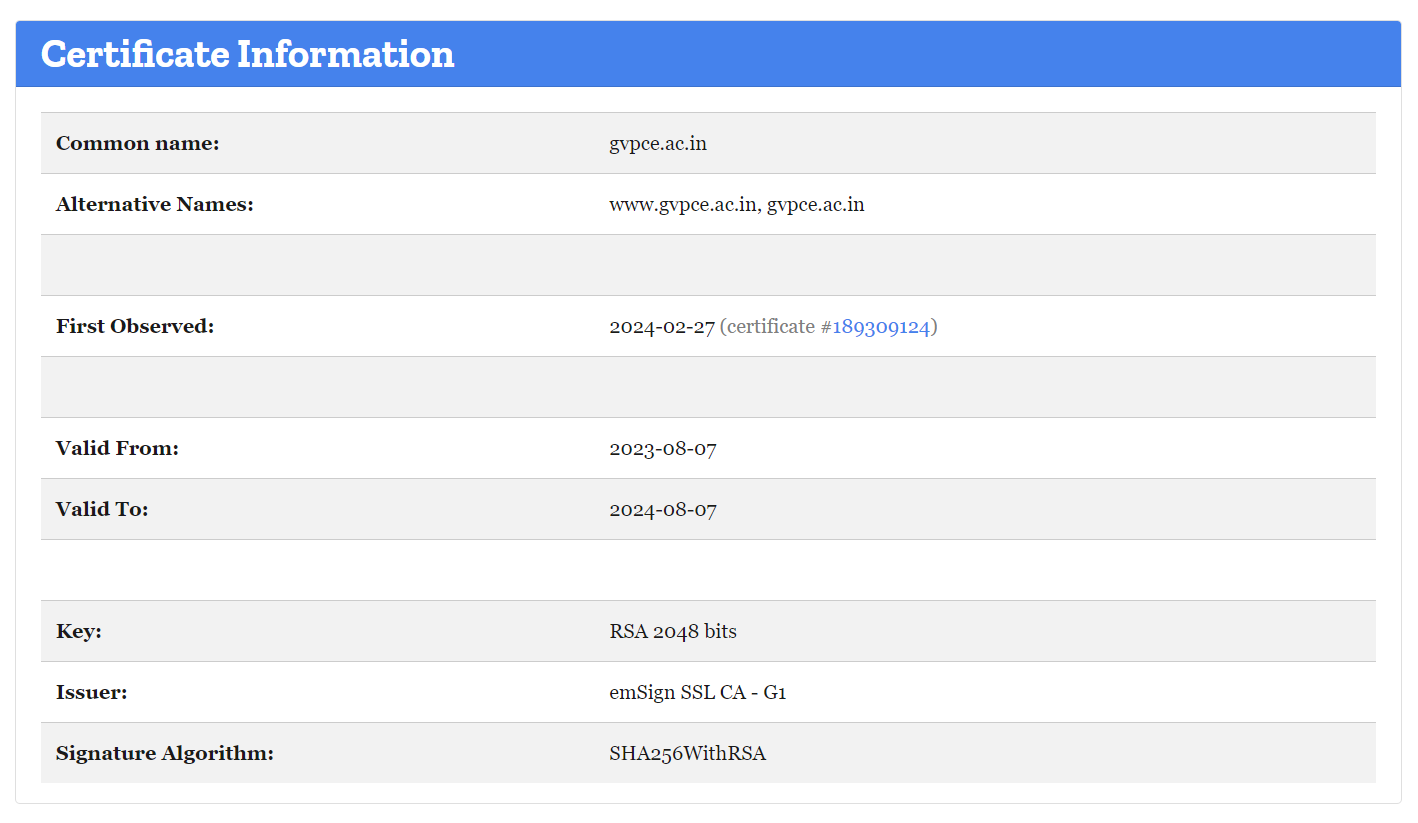 Certificate Information
Common name: gvpce.ac.in
Alternative Names: www.gvpce.ac.in, gvpce.ac.in
First Observed: 2024-02-27 (certificate #189309124)
Valid From: 2023-08-07
Valid To: 2024-08-07
Key: RSA 2048 bits
Issuer: emSign SSL CA - G1
Signature Algorithm: SHA256WithRSA